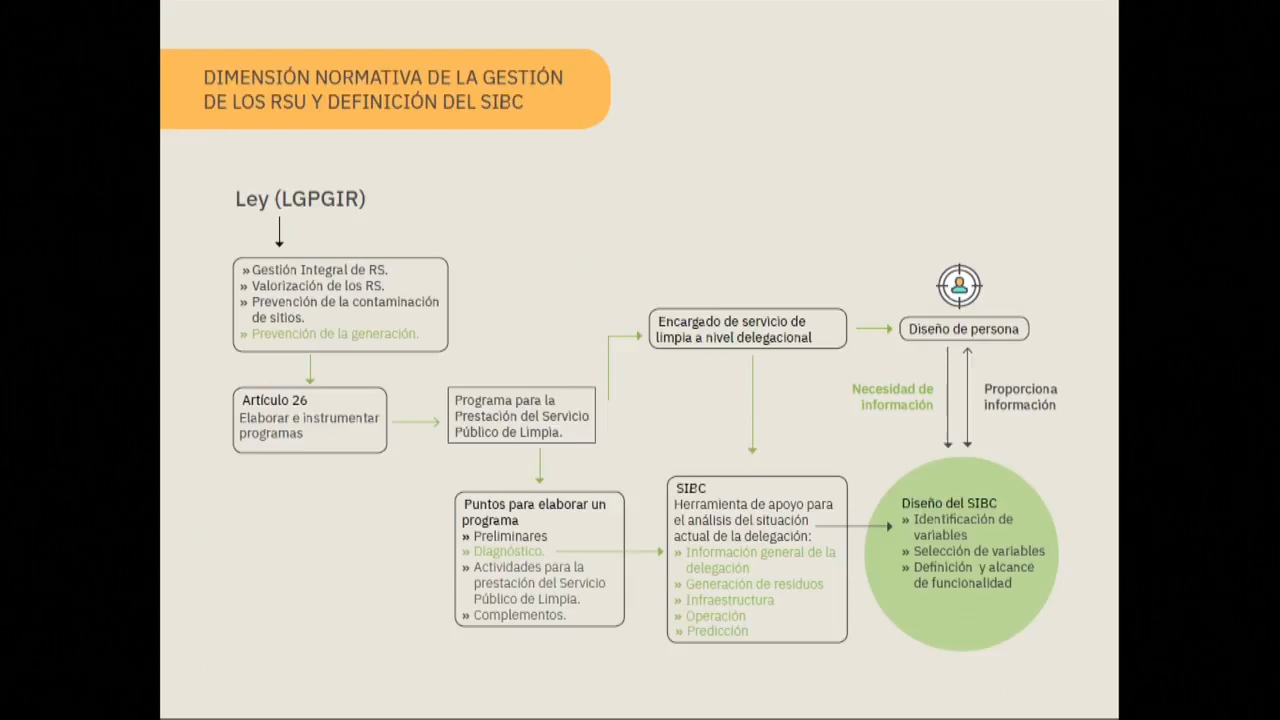 DIMENSIÓN NORMATIVA DE LA GESTIÓN
DE LOS RSU Y DEFINICIÓN DEL SIBC
Ley (LGPGIR)
» Gestión Integral de RS.
» Valorización de los RS.
» Prevención de la contaminación
de sitios.
» Prevención de la generación.
Artículo 26
Elaborar e instrumentar
programas
Programa para la
Prestación del Servicio
Público de Limpia.
Puntos para elaborar un
programa
» Preliminares
» Diagnóstico.
» Actividades para la
prestación del Servicio
Público de Limpia.
» Complementos.
Encargado de servicio de
limpia a nivel delegacional
SIBC
Herramienta de apoyo para
el análisis del situación
actual de la delegación:
» Información general de la
delegación
» Generación de residuos
» Infraestructura
» Operación
» Predicción
Diseño de persona
Necesidad de
información
Proporciona
información
Diseño del SIBC
» Identificación de
variables
» Selección de variables
» Definición y alcance
de funcionalidad